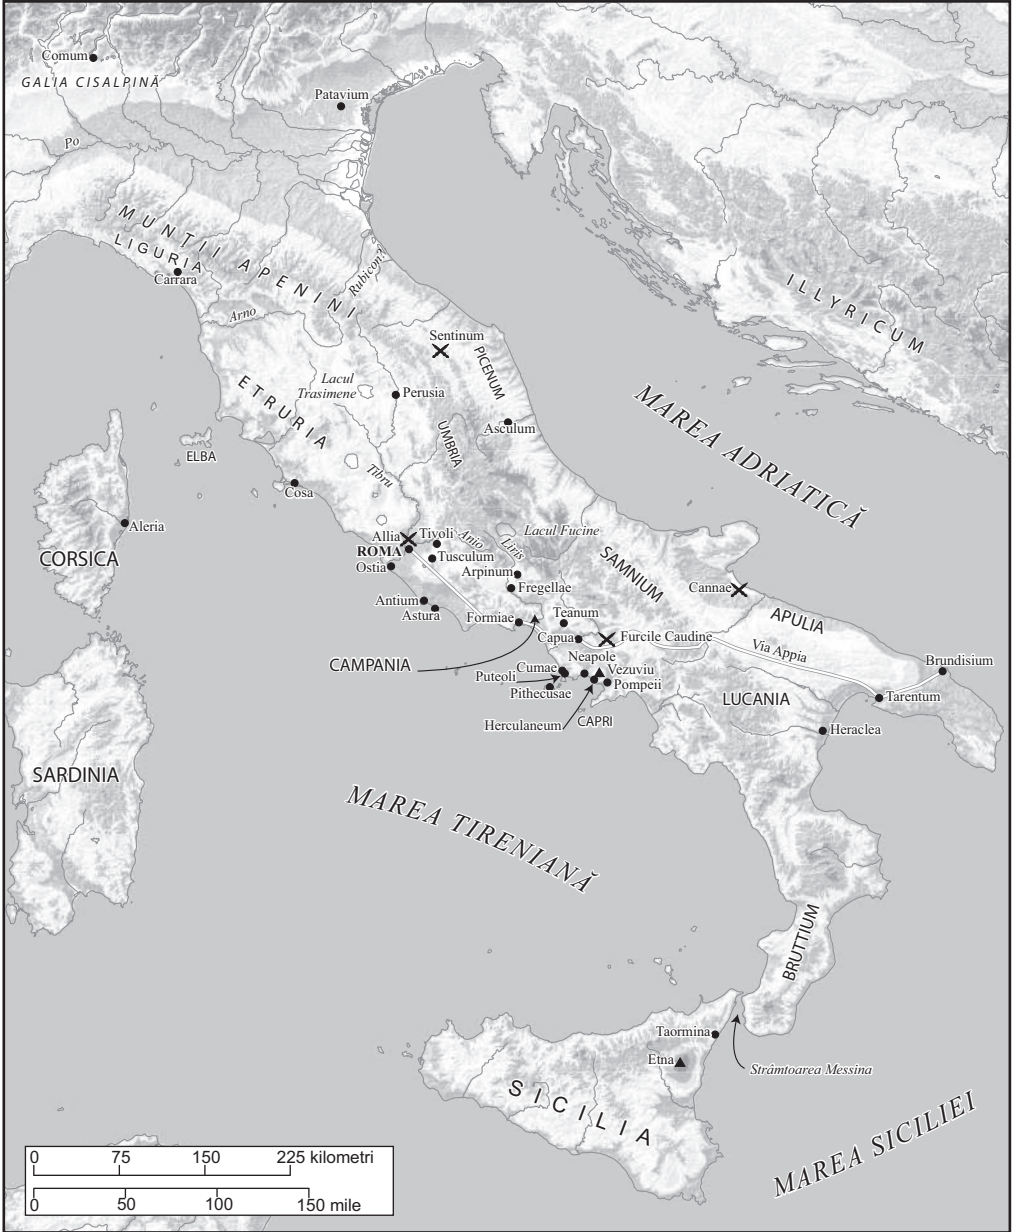 Comum
GALIA CISALPINĂ
Patavium
Po
MUNȚII APENINI
LIGURIA
Carrara
Rubicon?
ILLYRICUM
Arno
Sentinum
PICENUM
ETRURIA
Lacul
Trasimene
Perusia
MAREA ADRIATICĂ
Asculum
UMBRIA
ELBA
Tibru
Cosa
Aleria
CORSICA
Allia
Tivoli
Anio
Liris
Lacul Fucine
ROMA
Tusculum
Ostia
Arpinum
Fregellae
SAMNIUM
Cannae
Antium
Astura
Formiae
Teanum
APULIA
Capua
Furcile Caudine
Via Appia
CAMPANIA
Neapole
Cumae
Vezuviu
Puteoli
Pompeii
Pithecusae
Brundisium
LUCANIA
Tarentum
Herculaneum
CAPRI
Heraclea
SARDINIA
MAREA TIRENIANĂ
BRUTTIUM
Taormina
Etna
Strâmtoarea Messina
SICILIA
MAREA SICILIEI
0 75 150 225 kilometri
0 50 100 150 mile